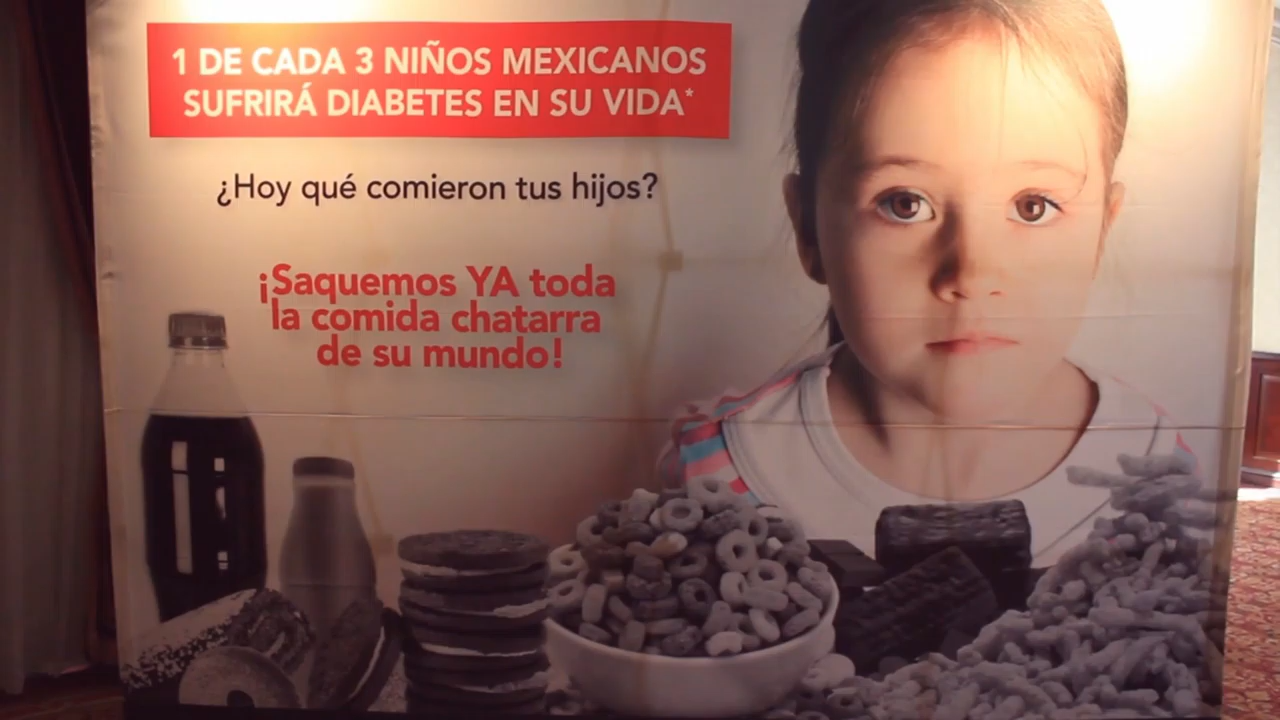 1 DE CADA 3 NIÑOS MEXICANOS
SUFRIRÁ DIABETES EN SU VIDA*
¿Hoy qué comieron tus hijos?
¡Saquemos YA toda
la comida chatarra
de su mundo!